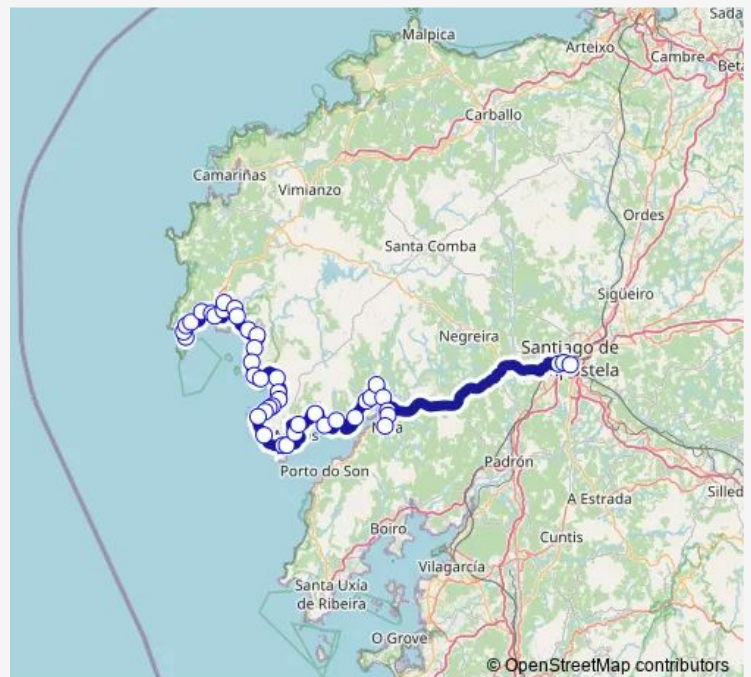 Sada
Malpica
Arteixo
Cambre
Carballo
Camariñas
Vimianzo
Ordes
Santa Comba
Sigüeiro
Negreira
Santiago de
Porto do Son
Padrón
A Estrada
Silled
Boiro
Cuntis
Vilagarcía
Santa Uxía
de Ribeira
O Grove
© OpenStreetMap contributors